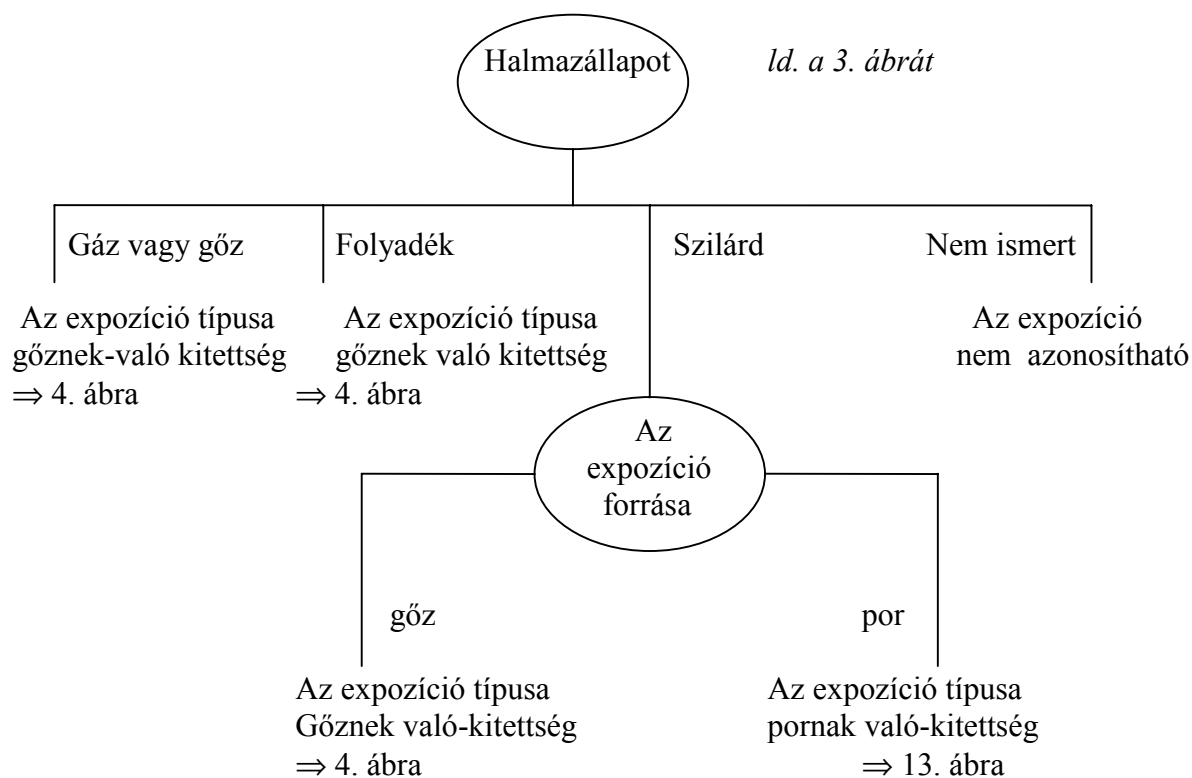 Halmazállapot
ld. a 3. ábrát
Gáz vagy gőz
Folyadék
Szilárd
Nem ismert
Az expozíció típusa
gőznek-való kitettség
⇒ 4. ábra
Az expozíció típusa
gőznek való kitettség
⇒ 4. ábra
Az expozíció
nem azonosítható
Az
expozíció
forrása
gőz
por
Az expozíció típusa
Gőznek való-kitettség
⇒ 4. ábra
Az expozíció típusa
pornak való-kitettség
⇒ 13. ábra